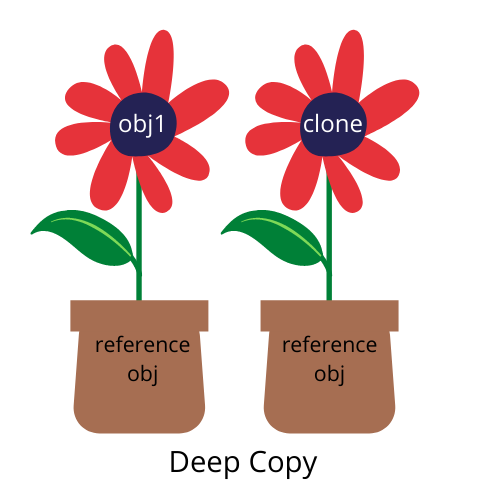 obj1
clone
reference
obj
reference
obj
Deep Copy